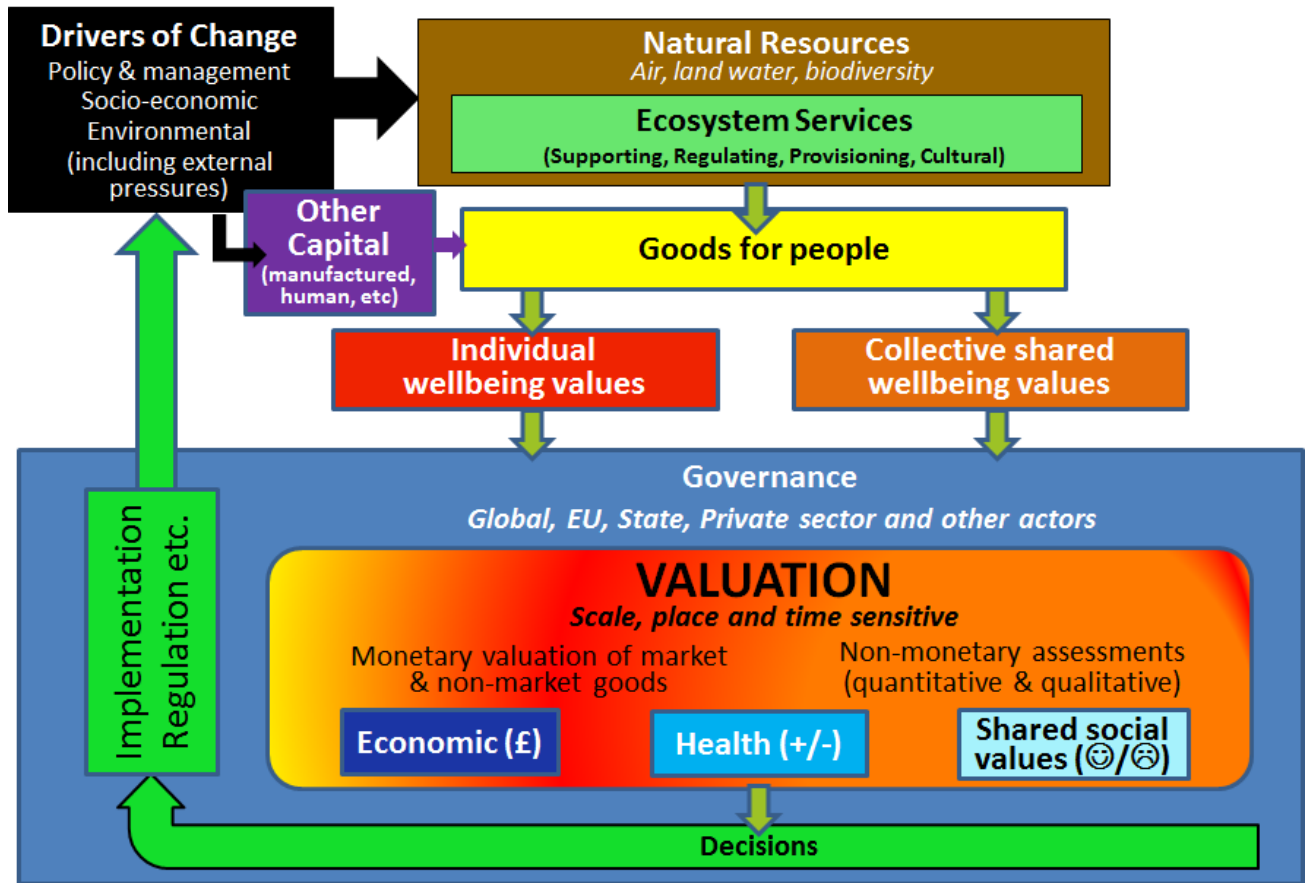 Drivers of Change
Policy & management
Socio-economic
Environmental
(including external
pressures)
Natural Resources
Air, land water, biodiversity
Ecosystem Services
(Supporting, Regulating, Provisioning, Cultural)
Other
Capital
(manufactured,
human, etc)
Goods for people
Individual
wellbeing values
Collective shared
wellbeing values
Governance
Global, EU, State, Private sector and other actors
Implementation
Regulation etc.
VALUATION
Scale, place and time sensitive
Monetary valuation of market
& non-market goods
Non-monetary assessments
(quantitative & qualitative)
Economic (£)
Health (+/-)
Shared social
values (☺/☹)
Decisions